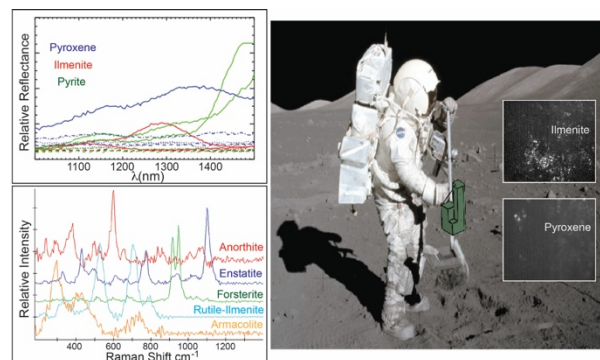 Relative Reflectance
Pyroxene
Ilmenite
Pyrite
1100 1200 1300 1400
λ(nm)
Relative Intensity
Anorthite
Enstatite
Forsterite
Rutile-Ilmenite
Armacolite
400 600 800 1000 1200
Raman Shift cm⁻¹
Ilmenite
Pyroxene